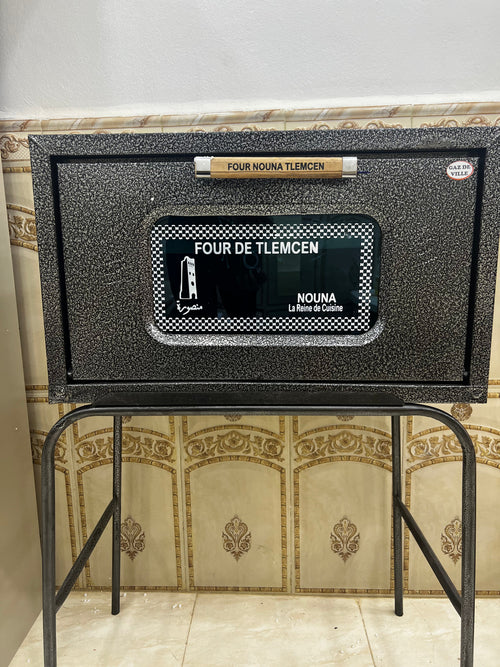 FOUR NOUNA TLEMCEN
GAZ DE
VILLE
FOUR DE TLEMCEN
منصورة
NOUNA
La Reine de Cuisine